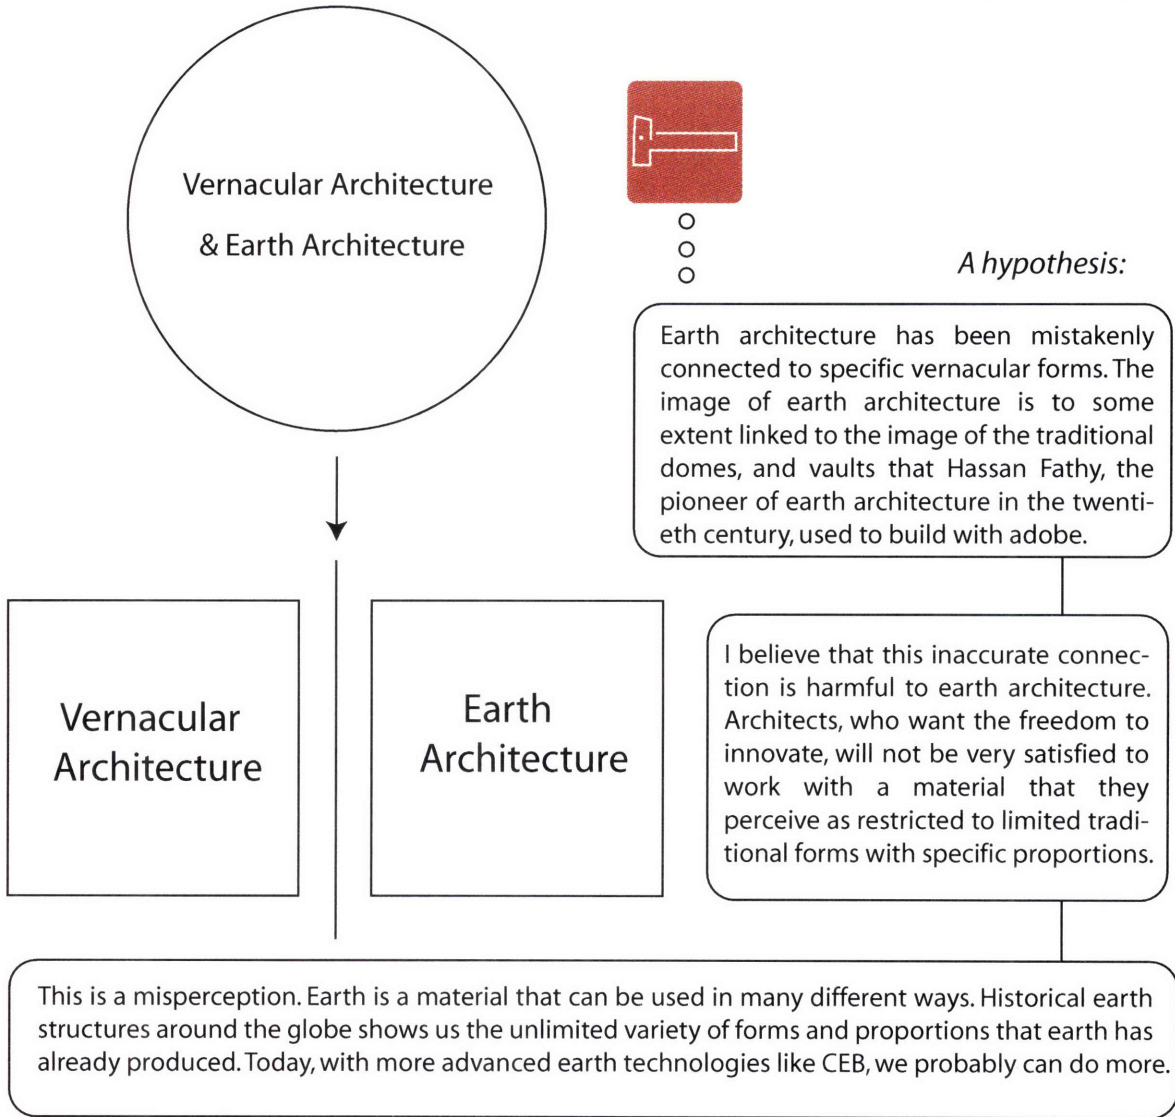 Vernacular Architecture
& Earth Architecture
A hypothesis:
Earth architecture has been mistakenly
connected to specific vernacular forms. The
image of earth architecture is to some
extent linked to the image of the traditional
domes, and vaults that Hassan Fathy, the
pioneer of earth architecture in the twenti-
eth century, used to build with adobe.
Vernacular
Architecture
Earth
Architecture
I believe that this inaccurate connec-
tion is harmful to earth architecture.
Architects, who want the freedom to
innovate, will not be very satisfied to
work with a material that they
perceive as restricted to limited tradi-
tional forms with specific proportions.
This is a misperception. Earth is a material that can be used in many different ways. Historical earth
structures around the globe shows us the unlimited variety of forms and proportions that earth has
already produced. Today, with more advanced earth technologies like CEB, we probably can do more.